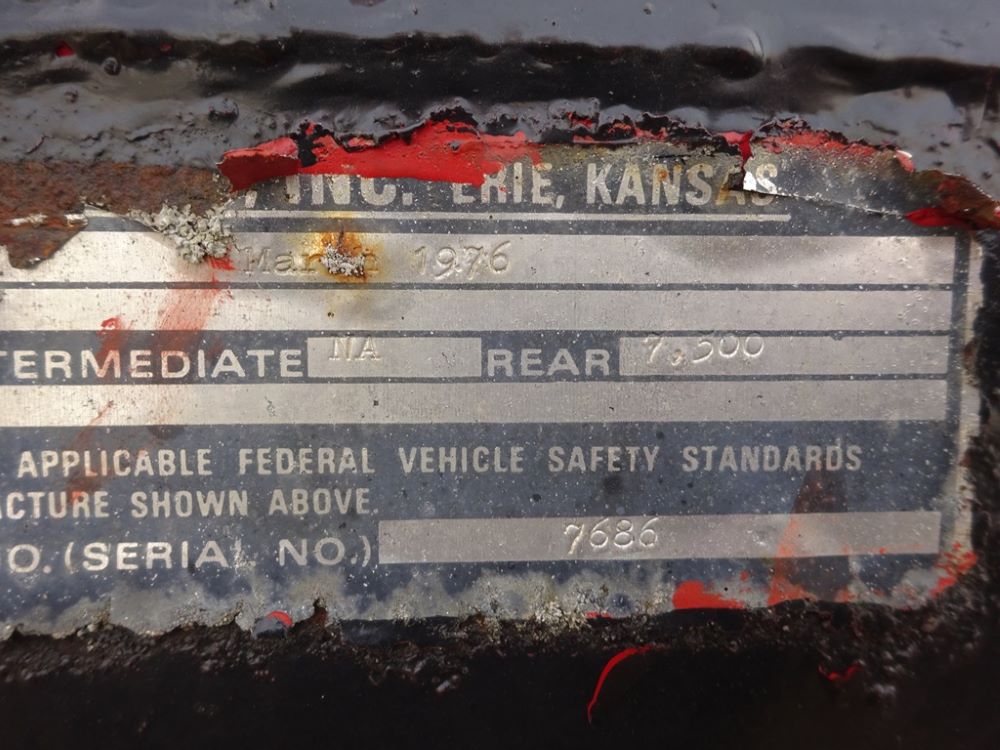 , INC. ERIE, KANSAS
March 1976
TERMEDIATE NA REAR 7,500
APPLICABLE FEDERAL VEHICLE SAFETY STANDARDS
ACTURE SHOWN ABOVE
O. (SERIAL NO.) 7686